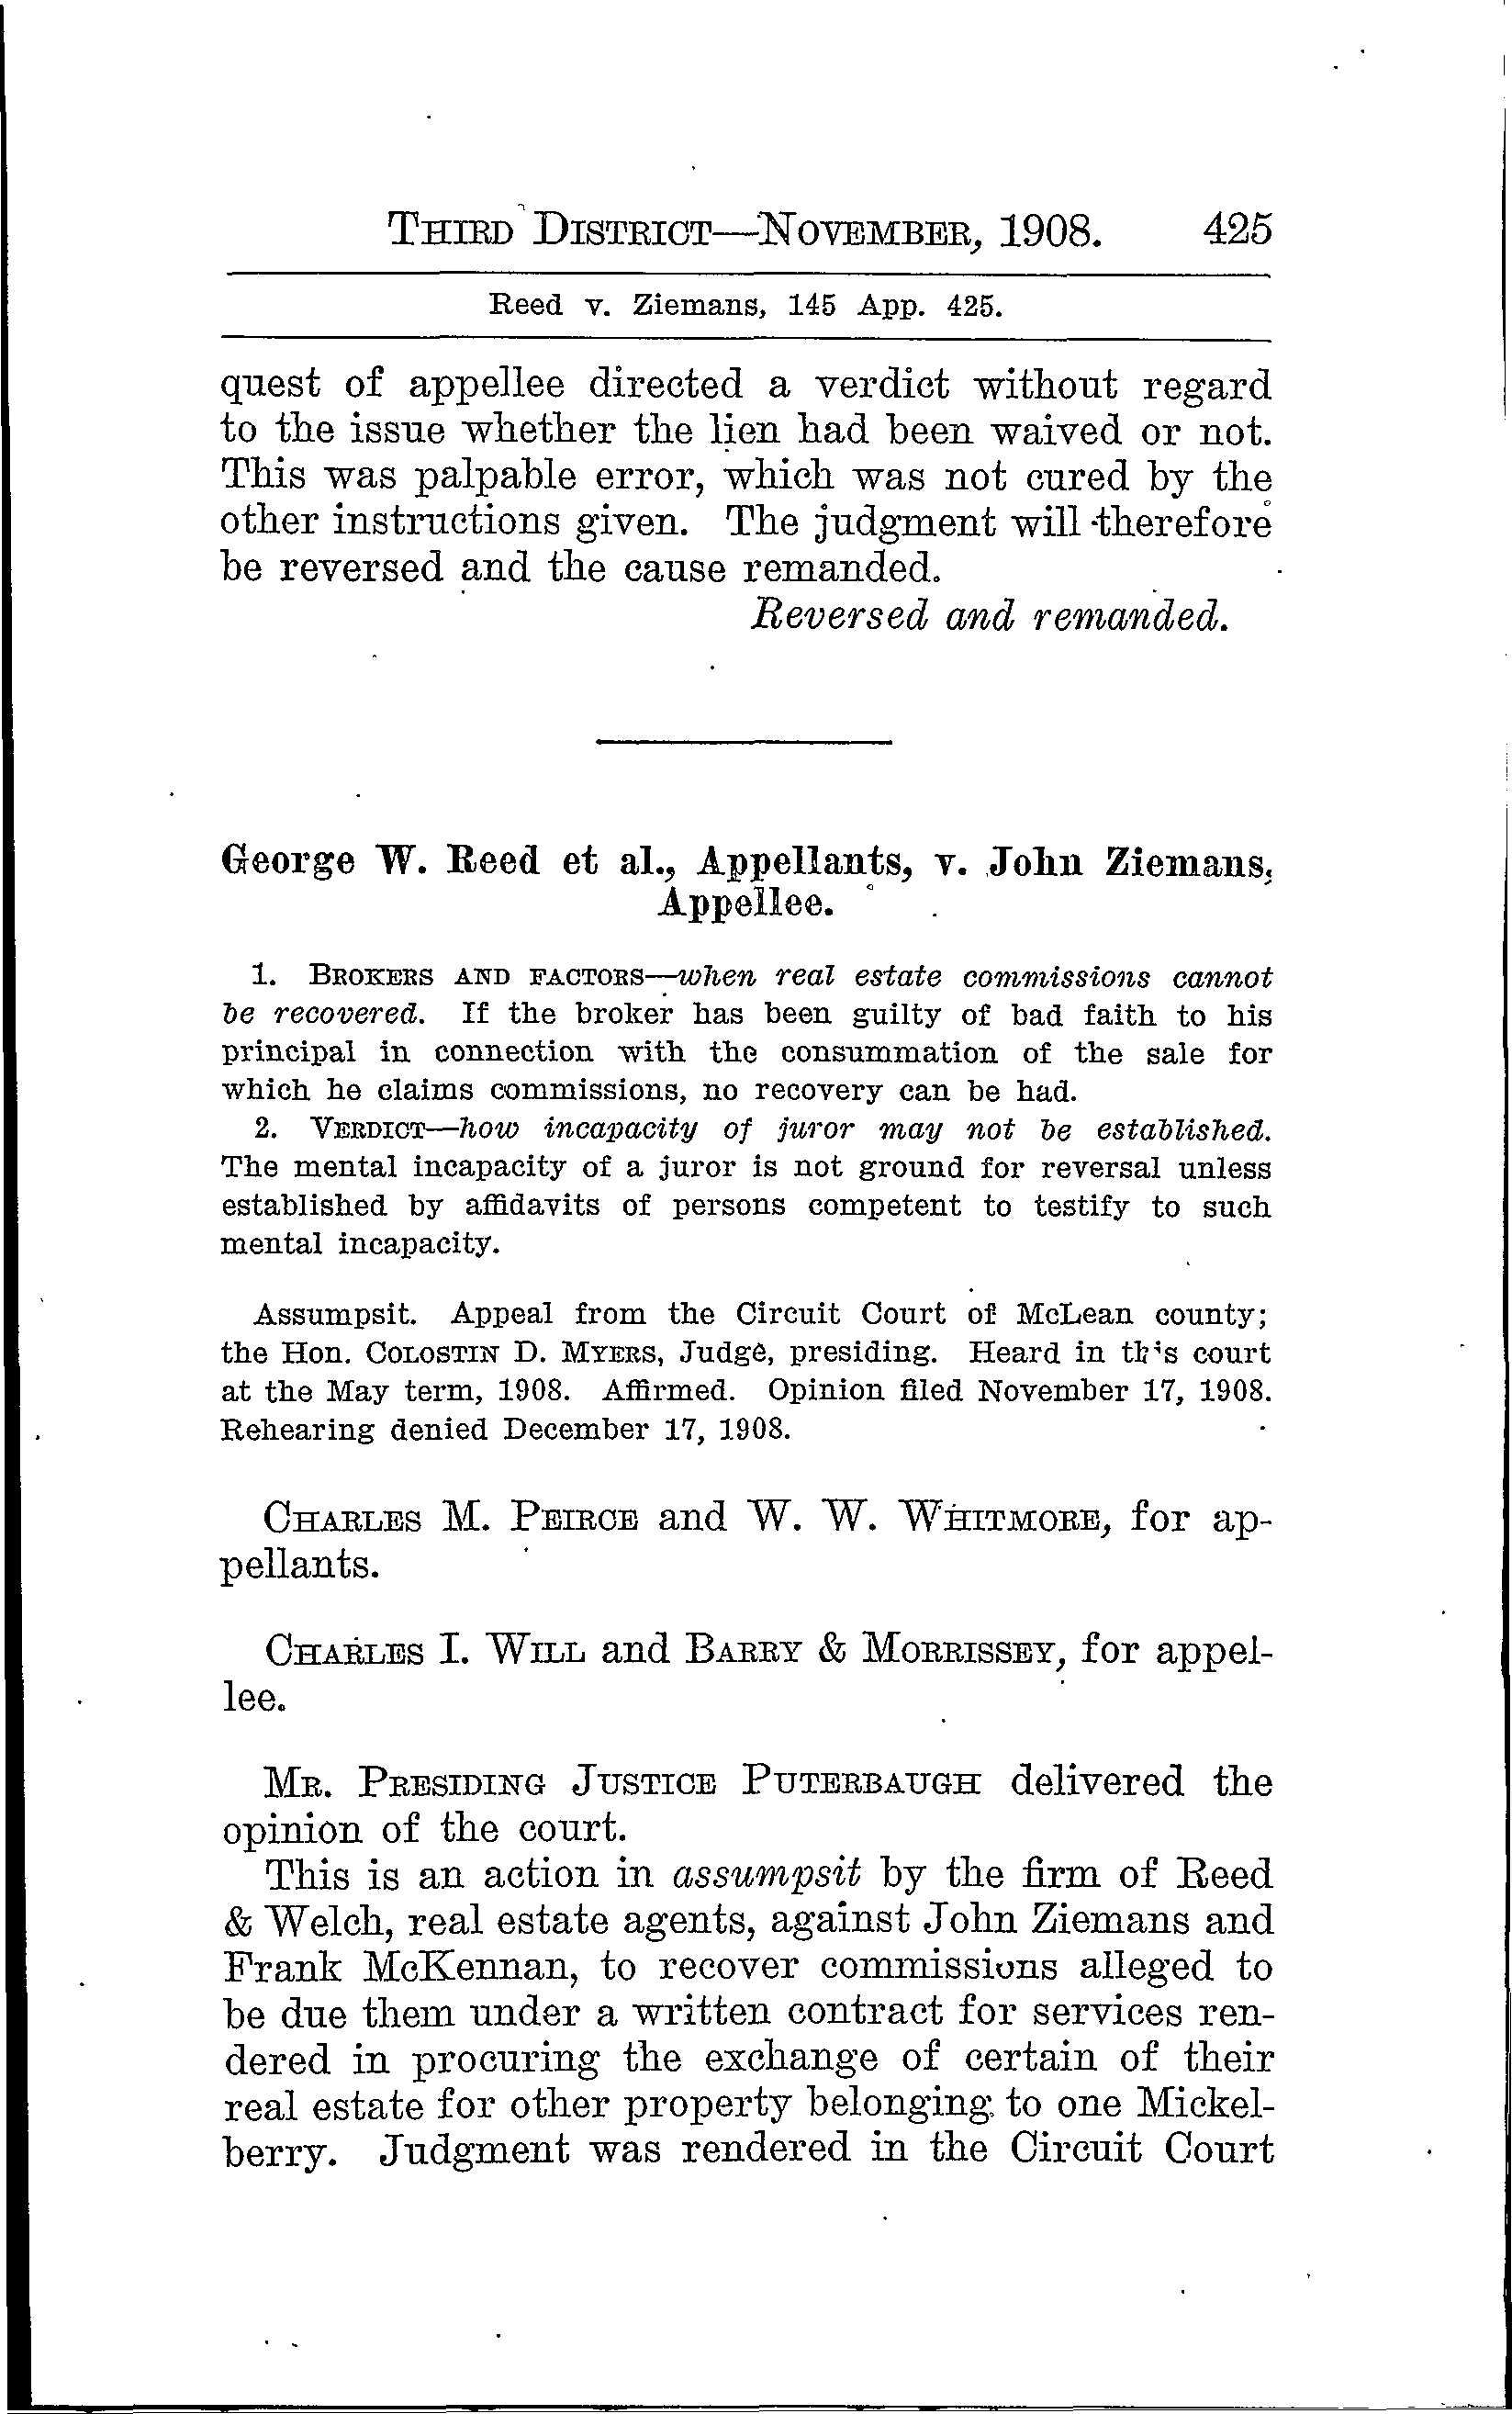 THIRD DISTRICT—NOVEMBER, 1908. 425
Reed v. Ziemans, 145 App. 425.
quest of appellee directed a verdict without regard
to the issue whether the lien had been waived or not.
This was palpable error, which was not cured by the
other instructions given. The judgment will therefore
be reversed and the cause remanded.
Reversed and remanded.
George W. Reed et al., Appellants, v. John Ziemans,
Appellee.
1. BROKERS AND FACTORS—when real estate commissions cannot
be recovered. If the broker has been guilty of bad faith to his
principal in connection with the consummation of the sale for
which he claims commissions, no recovery can be had.
2. VERDICT—how incapacity of juror may not be established.
The mental incapacity of a juror is not ground for reversal unless
established by affidavits of persons competent to testify to such
mental incapacity.
Assumpsit. Appeal from the Circuit Court of McLean county;
the Hon. COLOSTIN D. MYERS, Judge, presiding. Heard in this court
at the May term, 1908. Affirmed. Opinion filed November 17, 1908.
Rehearing denied December 17, 1908.
CHARLES M. PEIRCE and W. W. WHITMORE, for ap-
pellants.
CHARLES I. WILL and BARRY & MORRISSEY, for appel-
lee.
MR. PRESIDING JUSTICE PUTERBAUGH delivered the
opinion of the court.
This is an action in assumpsit by the firm of Reed
& Welch, real estate agents, against John Ziemans and
Frank McKennan, to recover commissions alleged to
be due them under a written contract for services ren-
dered in procuring the exchange of certain of their
real estate for other property belonging to one Mickel-
berry. Judgment was rendered in the Circuit Court